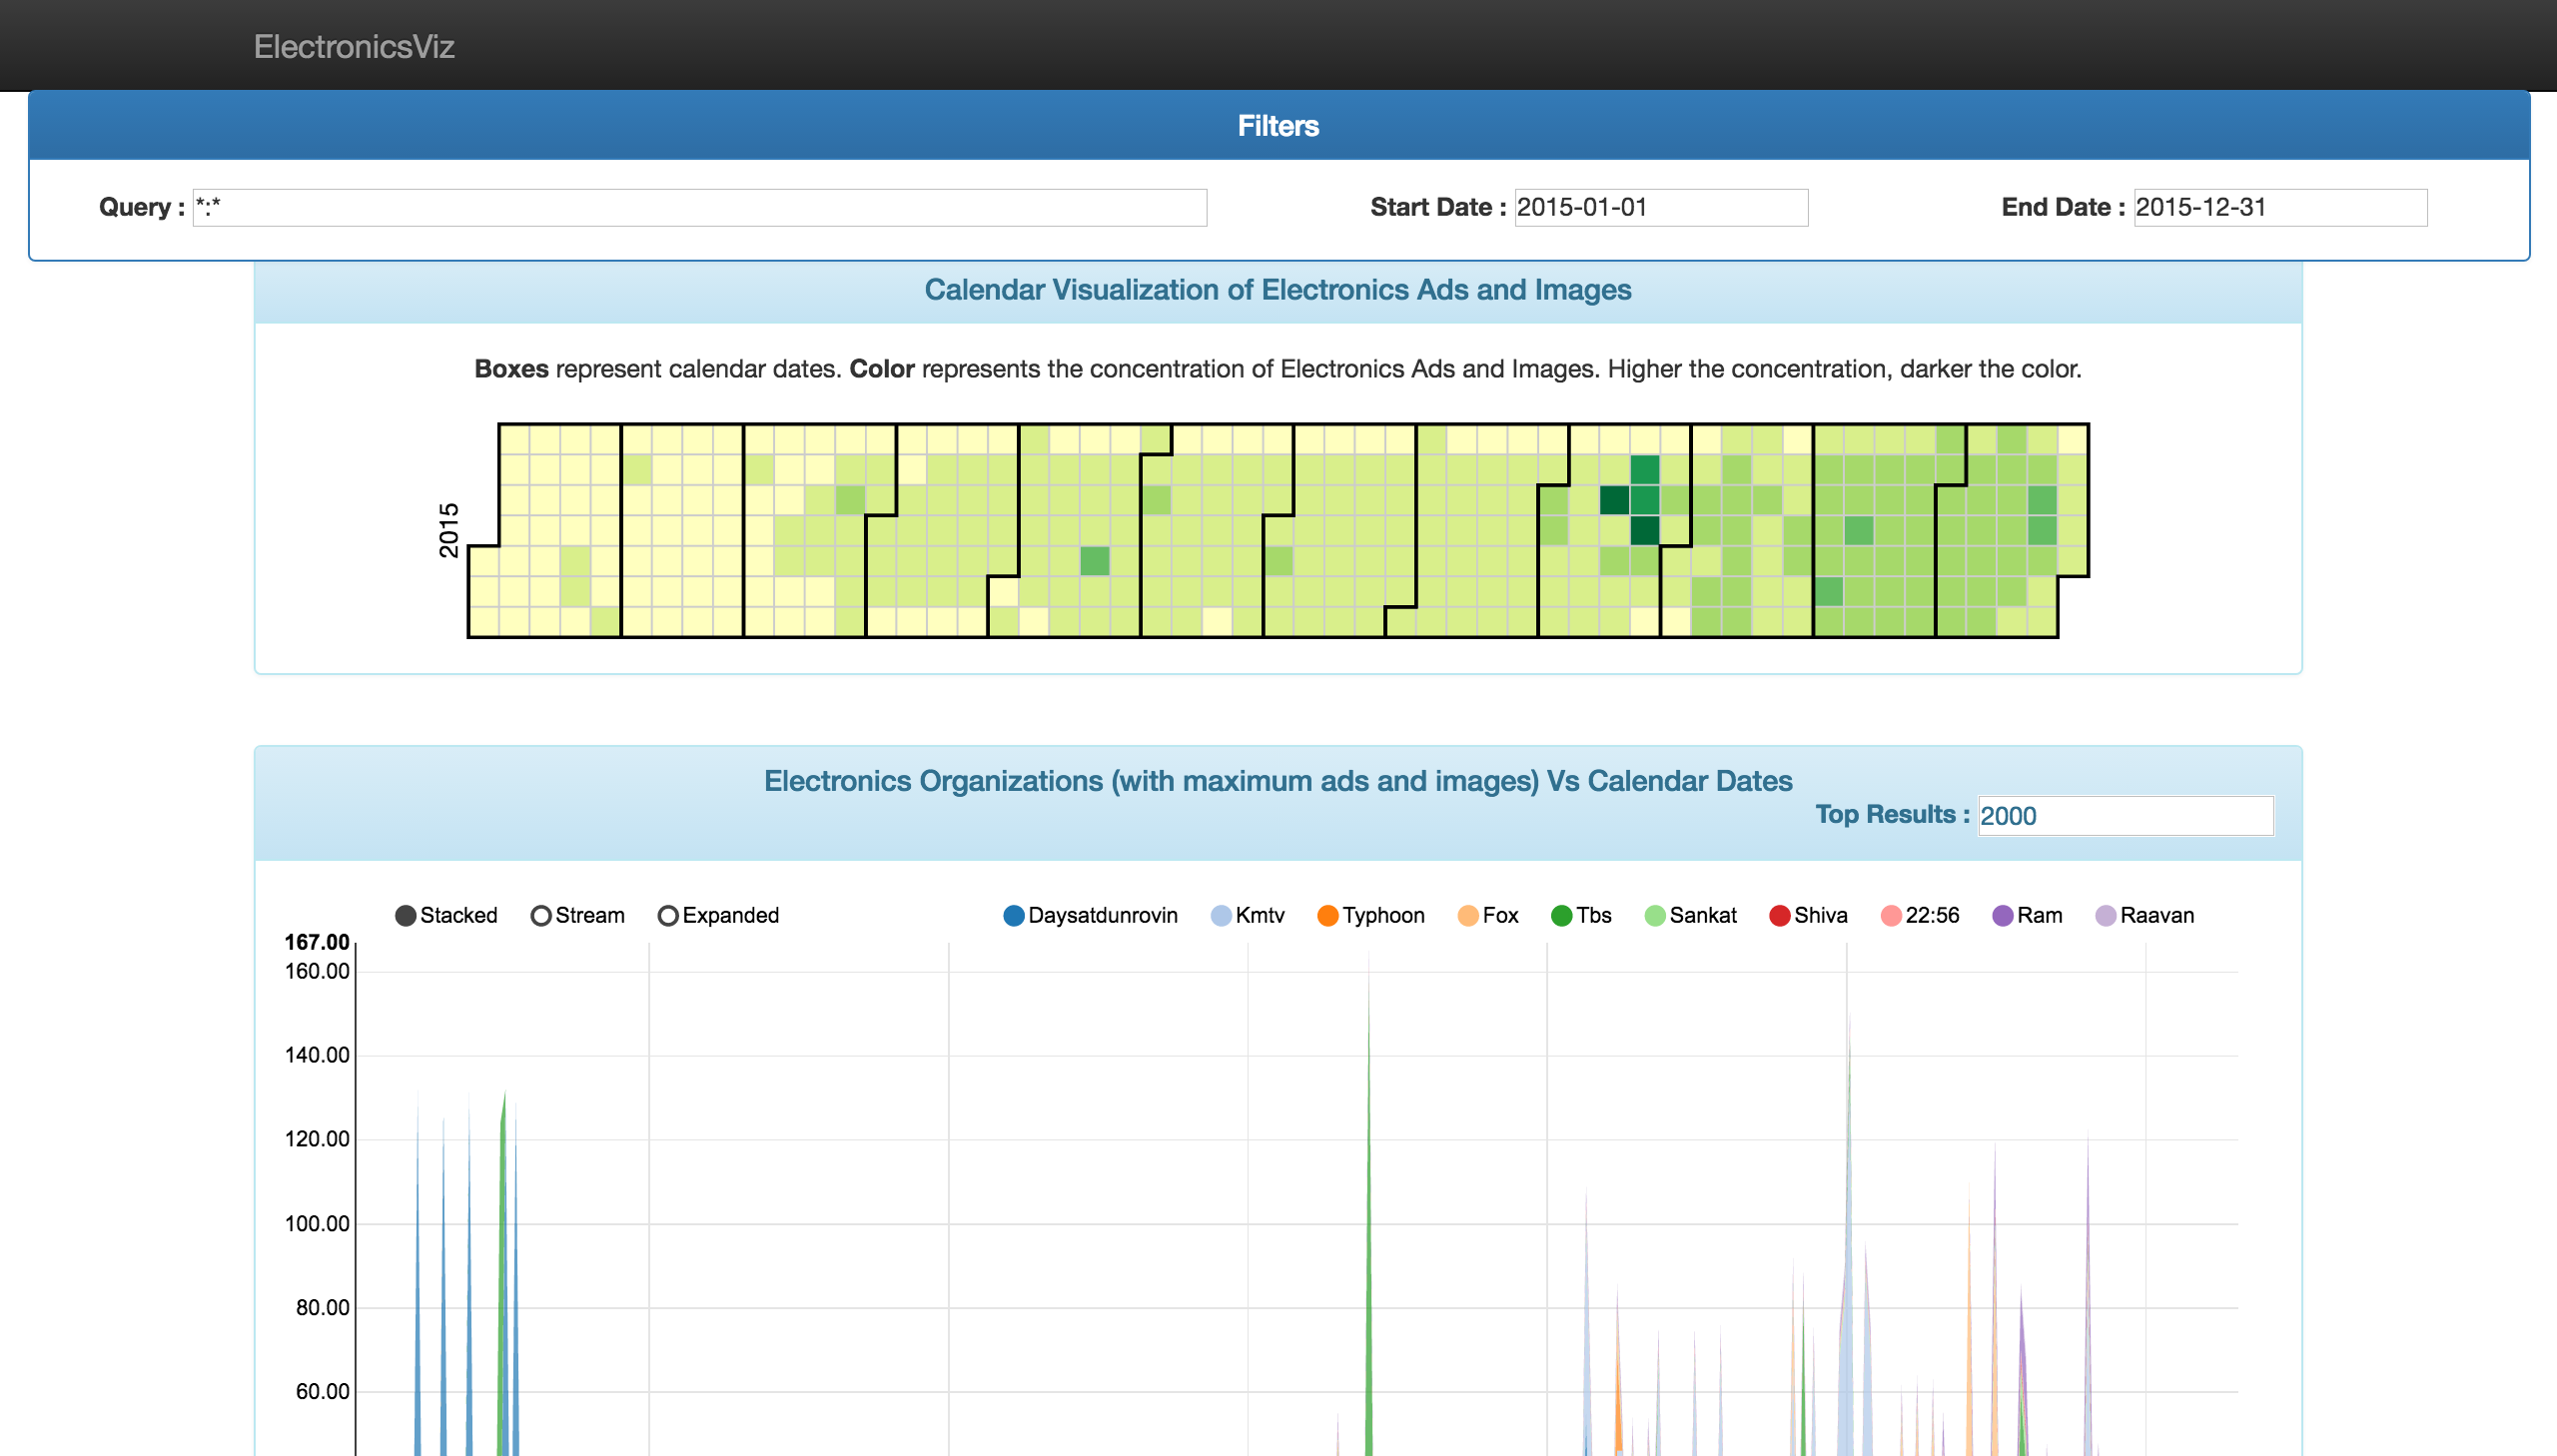 ElectronicsViz
Filters
Query : *:* Start Date : 2015-01-01 End Date : 2015-12-31
Calendar Visualization of Electronics Ads and Images
Boxes represent calendar dates. Color represents the concentration of Electronics Ads and Images. Higher the concentration, darker the color.
2015
Electronics Organizations (with maximum ads and images) Vs Calendar Dates
Top Results : 2000
Stacked Stream Expanded Daysatdunrovin Kmtv Typhoon Fox Tbs Sankat Shiva 22:56 Ram Raavan
167.00
160.00
140.00
120.00
100.00
80.00
60.00